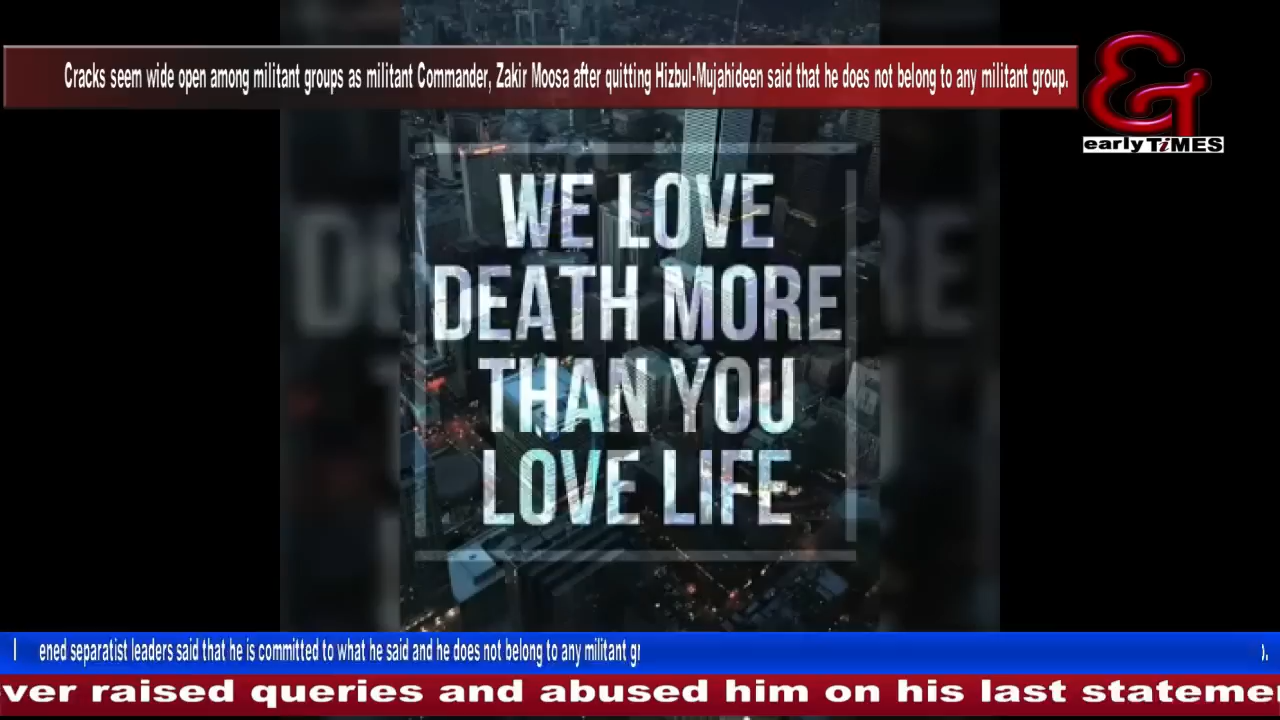 Cracks seem wide open among militant groups as militant Commander, Zakir Moosa after quitting Hizbul-Mujahideen said that he does not belong to any militant group.
earlyTiMES
WE LOVE
DEATH MORE
THAN YOU
LOVE LIFE
ened separatist leaders said that he is committed to what he said and he does not belong to any militant gr
ver raised queries and abused him on his last stateme